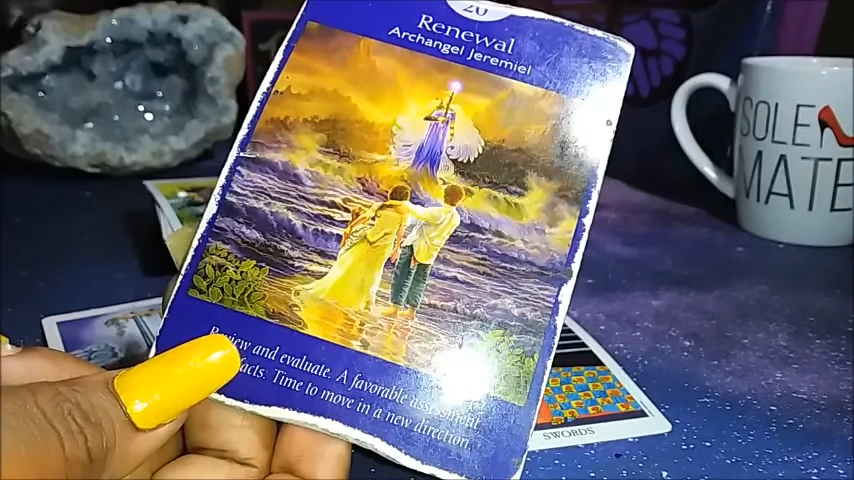 20
Renewal
Archangel Jeremiel
Review and evaluate. A favorable assessment
facts. Time to move in a new direction.
SOLE
MATE
SWORDS